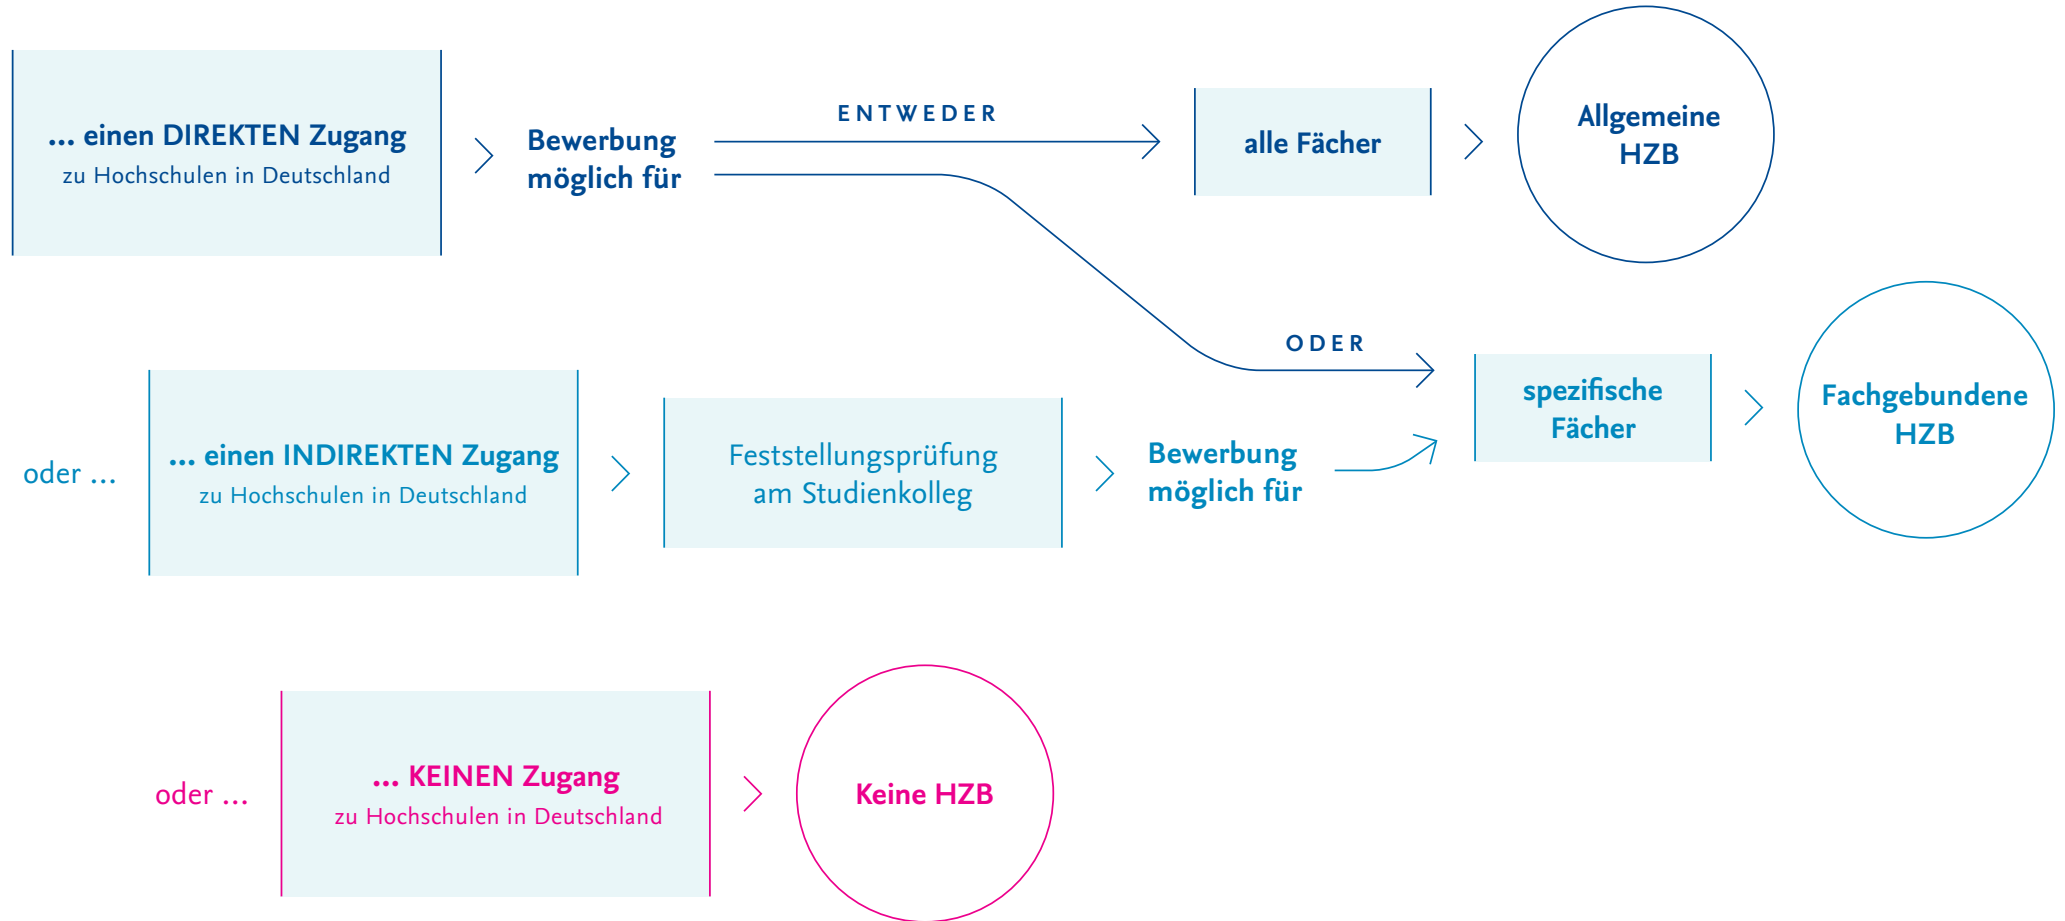 ... einen DIREKTEN Zugang
zu Hochschulen in Deutschland
Bewerbung
möglich für
ENTWEDER
alle Fächer
Allgemeine
HZB
ODER
spezifische
Fächer
Fachgebundene
HZB
oder ...
... einen INDIREKTEN Zugang
zu Hochschulen in Deutschland
Feststellungsprüfung
am Studienkolleg
Bewerbung
möglich für
oder ...
... KEINEN Zugang
zu Hochschulen in Deutschland
Keine HZB